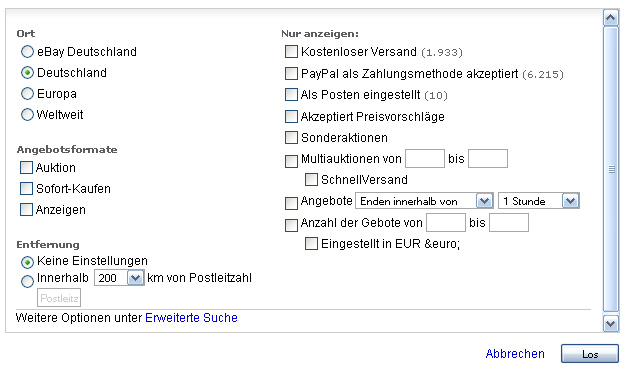 Ort
eBay Deutschland
Deutschland
Europa
Weltweit
Angebotsformate
Auktion
Sofort-Kaufen
Anzeigen
Entfernung
Keine Einstellungen
Innerhalb 200 km von Postleitzahl
Postleitz
Nur anzeigen:
Kostenloser Versand (1.933)
PayPal als Zahlungsmethode akzeptiert (6.215)
Als Posten eingestellt (10)
Akzeptiert Preisvorschläge
Sonderaktionen
Multiauktionen von bis
SchnellVersand
Angebote Enden innerhalb von 1 Stunde
Anzahl der Gebote von bis
Eingestellt in EUR &euro;
Weitere Optionen unter Erweiterte Suche
Abbrechen Los